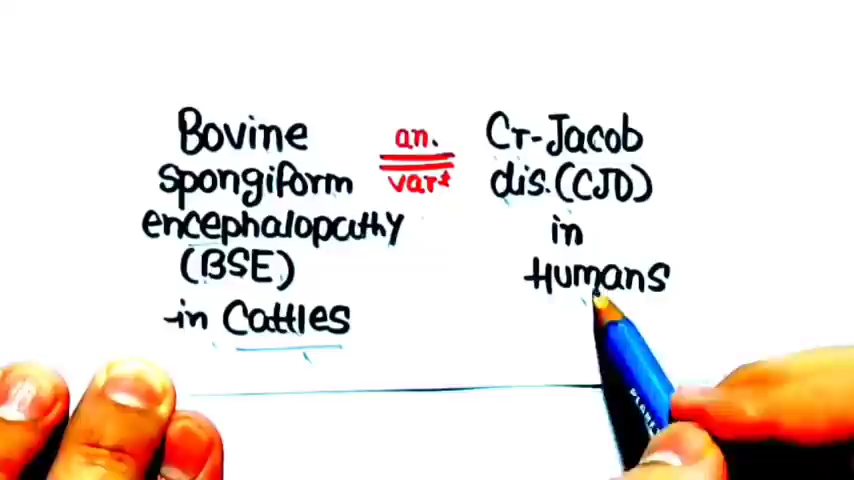 Bovine
spongiform
encephalopathy
(BSE)
in Cattles
an.
var^t
Cr-Jacob
dis. (CJD)
in
Humans